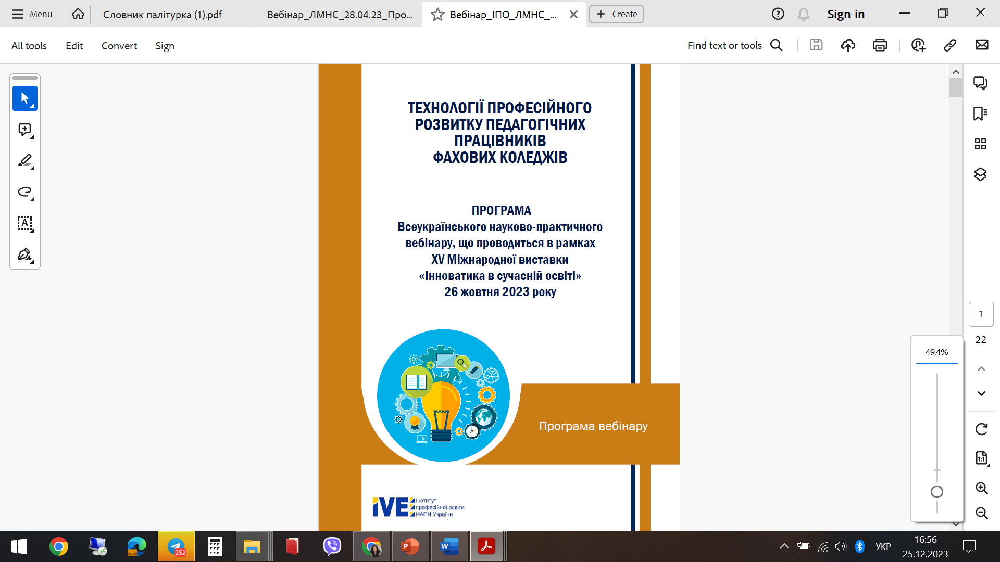 Menu
Словник палітурка (1).pdf
Вебінар_ЛМНС_28.04.23_Про...
Вебінар_ІПО_ЛМНС_...
Create
Sign in
All tools
Edit
Convert
Sign
Find text or tools
ТЕХНОЛОГІЇ ПРОФЕСІЙНОГО
РОЗВИТКУ ПЕДАГОГІЧНИХ
ПРАЦІВНИКІВ
ФАХОВИХ КОЛЕДЖІВ
ПРОГРАМА
Всеукраїнського науково-практичного
вебінару, що проводиться в рамках
XV Міжнародної виставки
«Інноватика в сучасній освіті»
26 жовтня 2023 року
Програма вебінару
IVE
Інститут
професійної освіти
НАПН України
1
22
49,4%
1:1
252
УКР
16:56
25.12.2023